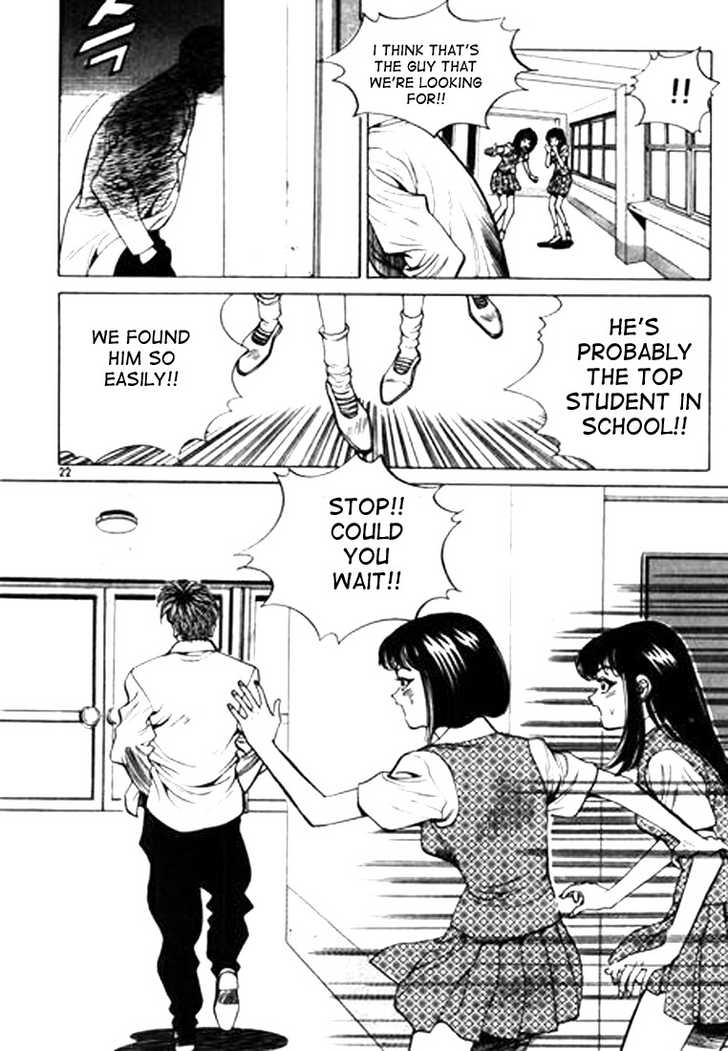 !!
I THINK THAT'S
THE GUY THAT
WE'RE LOOKING
FOR!!
HE'S
PROBABLY
THE TOP
STUDENT IN
SCHOOL!!
WE FOUND
HIM SO
EASILY!!
22
STOP!!
COULD
YOU
WAIT!!